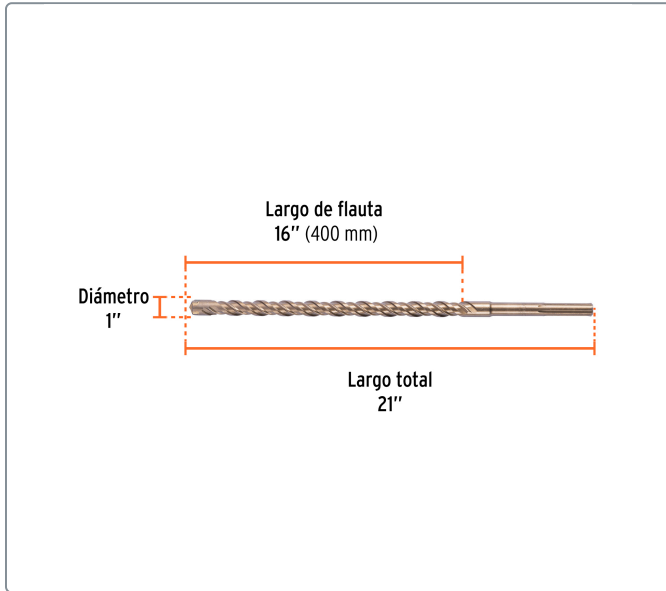 Largo de flauta
16” (400 mm)
Diámetro
1”
Largo total
21”